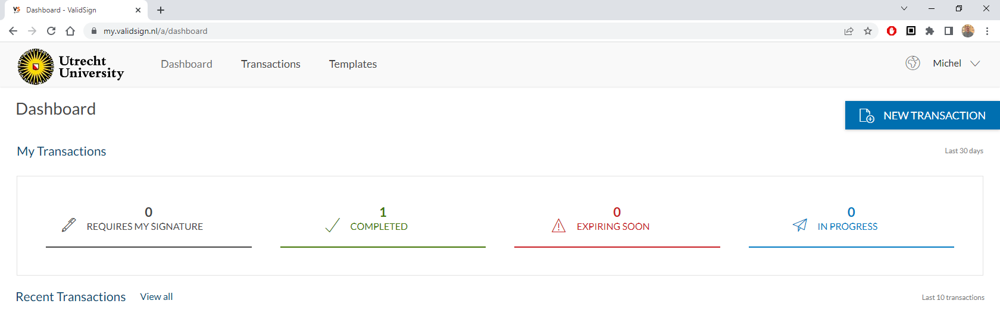 Dashboard - ValidSign
my.validsign.nl/a/dashboard
Utrecht
University
Dashboard Transactions Templates
Michel
Dashboard
NEW TRANSACTION
My Transactions
Last 30 days
0
REQUIRES MY SIGNATURE
1
COMPLETED
0
EXPIRING SOON
0
IN PROGRESS
Recent Transactions View all
Last 10 transactions